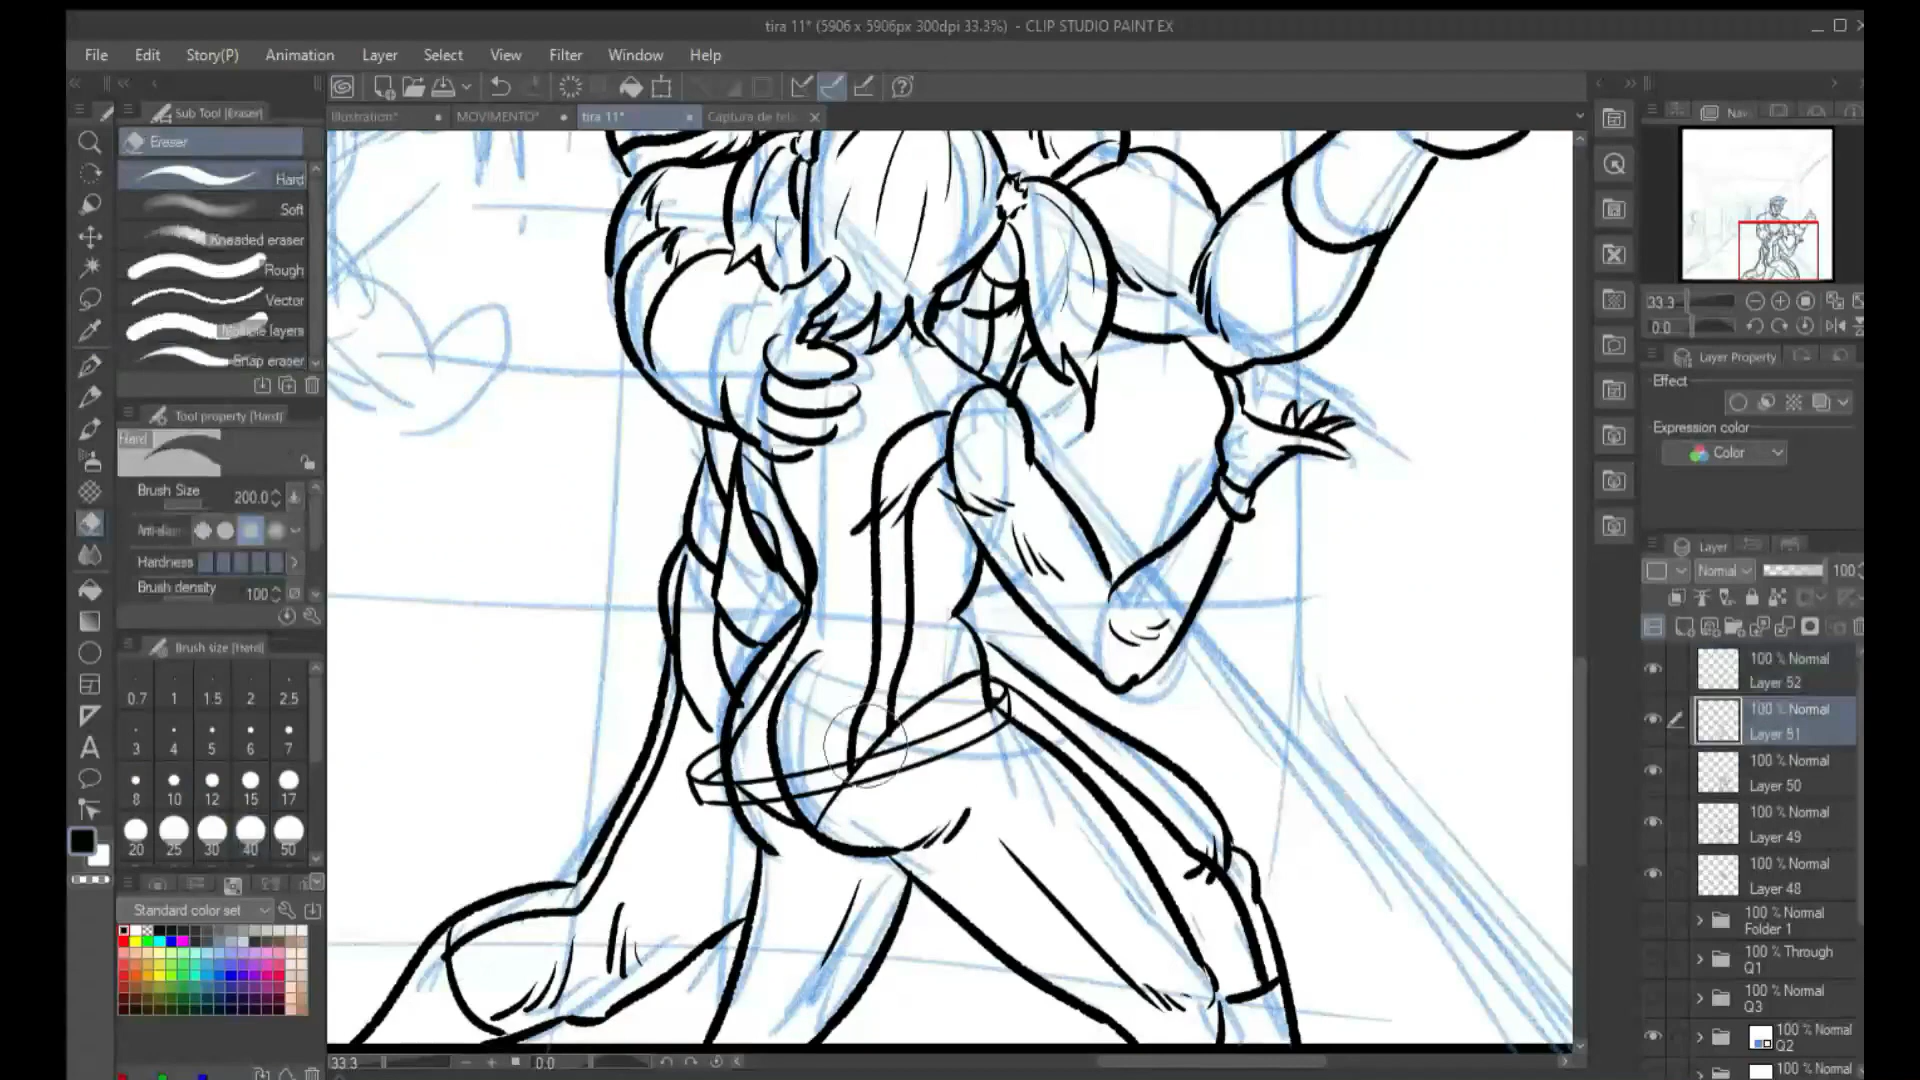 tira 11* (5906 x 5906px 300dpi 33.3%) - CLIP STUDIO PAINT EX
File Edit Story(P) Animation Layer Select View Filter Window Help
Sub Tool [Eraser]
Illustration* MOVIMENTO* tira 11* Captura de tela
Eraser
Hard
Soft
Kneaded eraser
Rough
Vector
Multiple layers
Snap eraser
Tool property [Hard]
Hard
Brush Size 200.0
Hardness
Brush density 100
Brush size [Hard]
0.7 1 1.5 2 2.5
3 4 5 6 7
8 10 12 15 17
20 25 30 40 50
Standard color set
33.3 0.0
33.3
0.0
Layer Property
Effect
Expression color
Color
Layer
Normal 100
100 % Normal
Layer 52
100 % Normal
Layer 51
100 % Normal
Layer 50
100 % Normal
Layer 49
100 % Normal
Layer 48
100 % Normal
Folder 1
100 % Through
Q1
100 % Normal
Q3
100 % Normal
Q2
100 % Normal